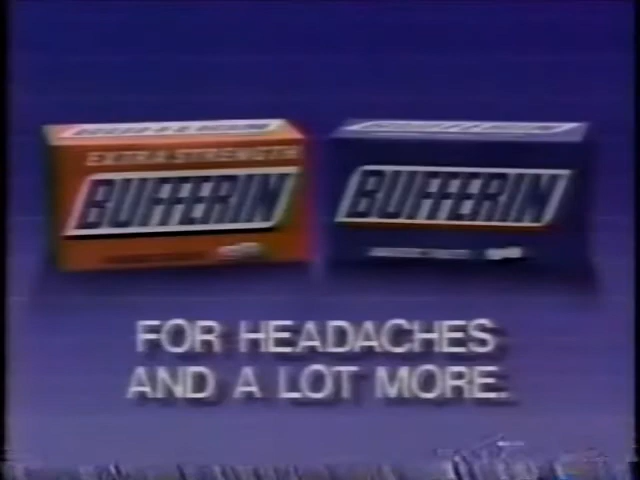 EXTRA STRENGTH
BUFFERIN
BUFFERIN
FOR HEADACHES
AND A LOT MORE.